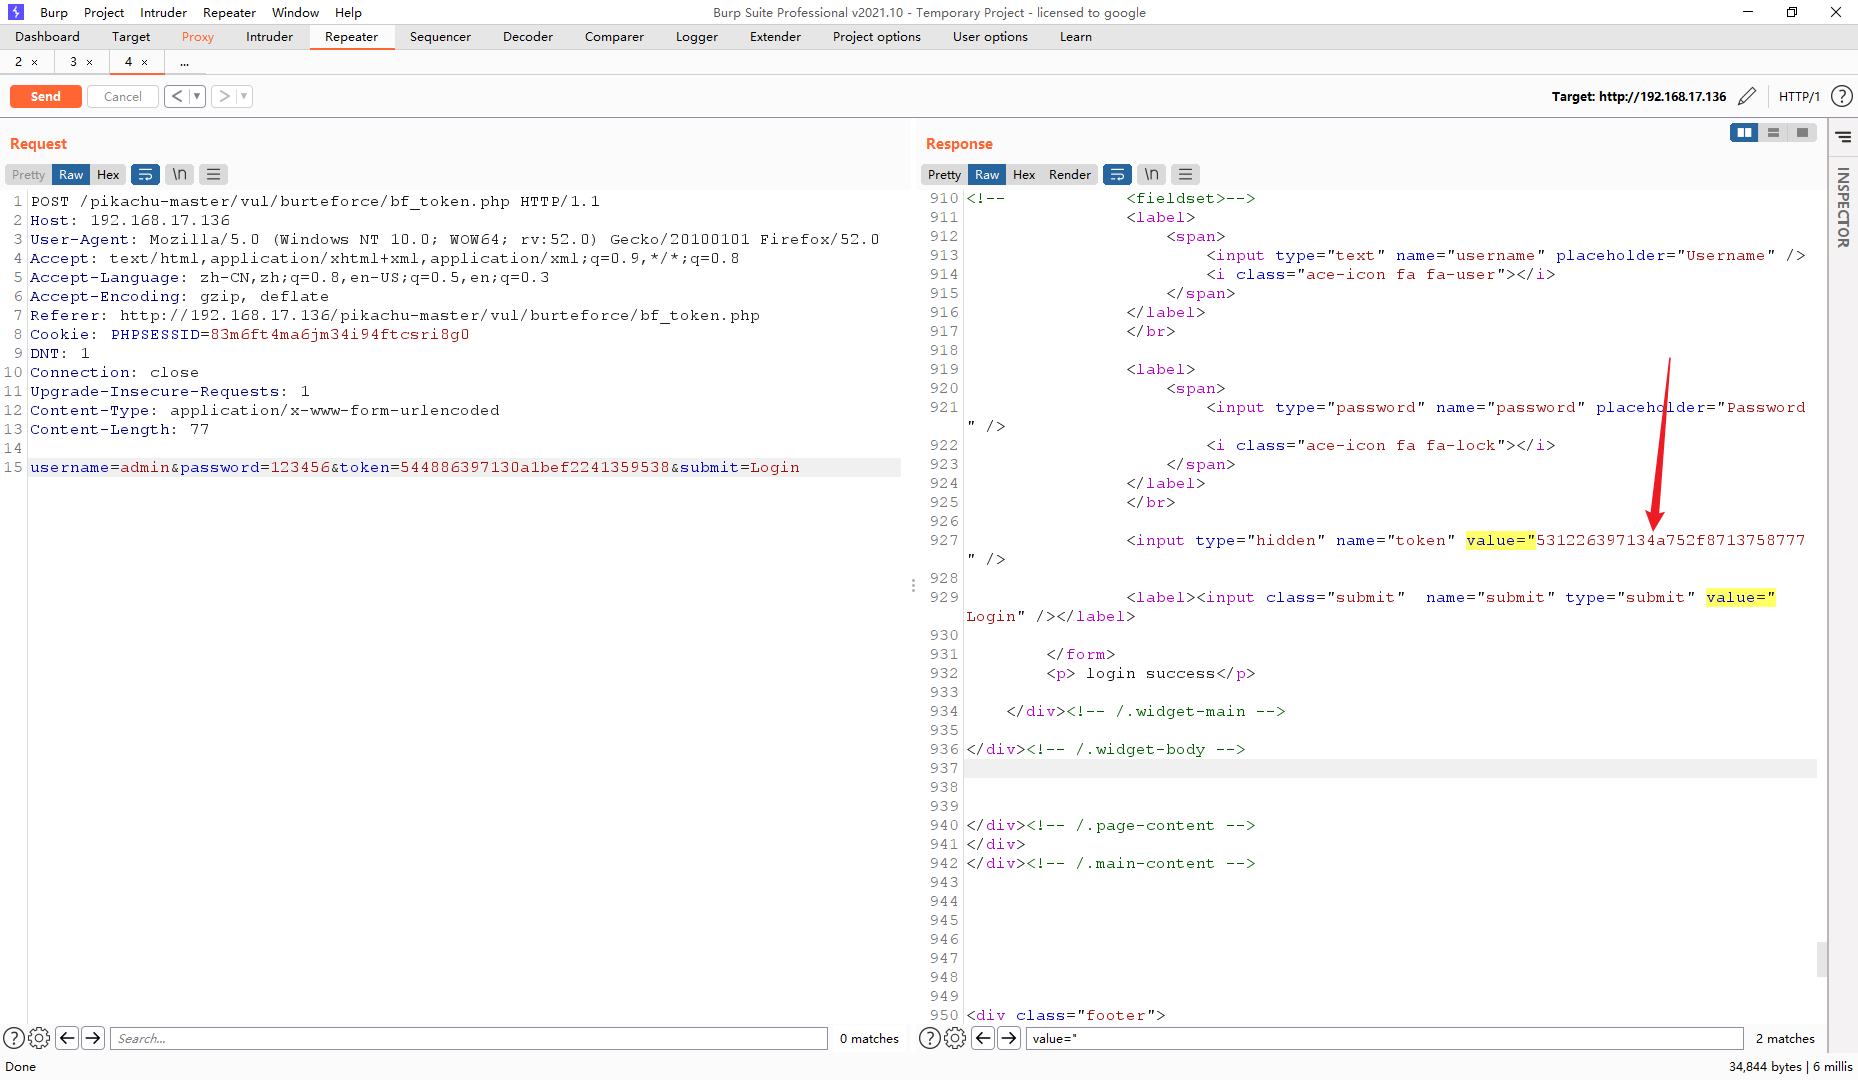 Burp Project Intruder Repeater Window Help
Burp Suite Professional v2021.10 - Temporary Project - licensed to google
Dashboard Target Proxy Intruder Repeater Sequencer Decoder Comparer Logger Extender Project options User options Learn
2 × 3 × 4 × ...
Send Cancel < ▼ > ▼
Target: http://192.168.17.136 HTTP/1 ?
Request
Pretty Raw Hex \n
1 POST /pikachu-master/vul/burteforce/bf_token.php HTTP/1.1
2 Host: 192.168.17.136
3 User-Agent: Mozilla/5.0 (Windows NT 10.0; WOW64; rv:52.0) Gecko/20100101 Firefox/52.0
4 Accept: text/html,application/xhtml+xml,application/xml;q=0.9,*/*;q=0.8
5 Accept-Language: zh-CN,zh;q=0.8,en-US;q=0.5,en;q=0.3
6 Accept-Encoding: gzip, deflate
7 Referer: http://192.168.17.136/pikachu-master/vul/burteforce/bf_token.php
8 Cookie: PHPSESSID=83m6ft4ma6jm34i94ftcsri8g0
9 DNT: 1
10 Connection: close
11 Upgrade-Insecure-Requests: 1
12 Content-Type: application/x-www-form-urlencoded
13 Content-Length: 77
14
15 username=admin&password=123456&token=544886397130a1bef2241359538&submit=Login
? Search... 0 matches
Response
Pretty Raw Hex Render \n
INSPECTOR
910 <!-- <fieldset>-->
911 <label>
912 <span>
913 <input type="text" name="username" placeholder="Username" />
914 <i class="ace-icon fa fa-user"></i>
915 </span>
916 </label>
917 </br>
918
919 <label>
920 <span>
921 <input type="password" name="password" placeholder="Password
" />
922 <i class="ace-icon fa fa-lock"></i>
923 </span>
924 </label>
925 </br>
926
927 <input type="hidden" name="token" value="531226397134a752f8713758777
" />
928
929 <label><input class="submit"  name="submit" type="submit" value="
Login" /></label>
930
931 </form>
932 <p> login success</p>
933
934 </div><!-- /.widget-main -->
935
936 </div><!-- /.widget-body -->
937
938
939
940 </div><!-- /.page-content -->
941 </div>
942 </div><!-- /.main-content -->
943
944
945
946
947
948
949
950 <div class="footer">
? value=" 2 matches
Done
34,844 bytes | 6 millis